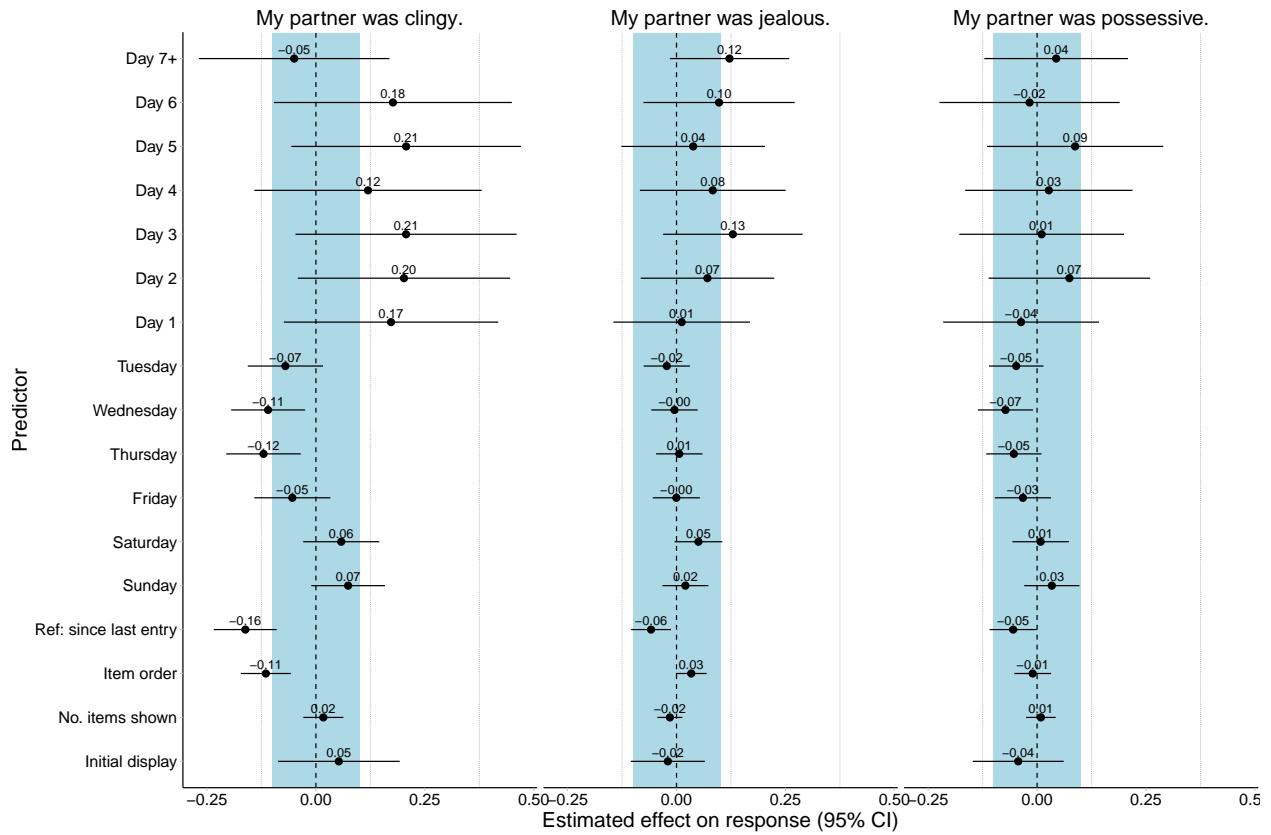 My partner was clingy. My partner was jealous. My partner was possessive.
Predictor
Day 7+ −0.05 0.12 0.04
Day 6 0.18 0.10 −0.02
Day 5 0.21 0.04 0.09
Day 4 0.12 0.08 0.03
Day 3 0.21 0.13 0.01
Day 2 0.20 0.07 0.07
Day 1 0.17 0.01 −0.04
Tuesday −0.07 −0.02 −0.05
Wednesday −0.11 −0.00 −0.07
Thursday −0.12 0.01 −0.05
Friday −0.05 −0.00 −0.03
Saturday 0.06 0.05 0.01
Sunday 0.07 0.02 0.03
Ref: since last entry −0.16 −0.06 −0.05
Item order −0.11 0.03 −0.01
No. items shown 0.02 −0.02 0.01
Initial display 0.05 −0.02 −0.04
−0.25 0.00 0.25 0.50 −0.25 0.00 0.25 0.50 −0.25 0.00 0.25 0.5
Estimated effect on response (95% CI)